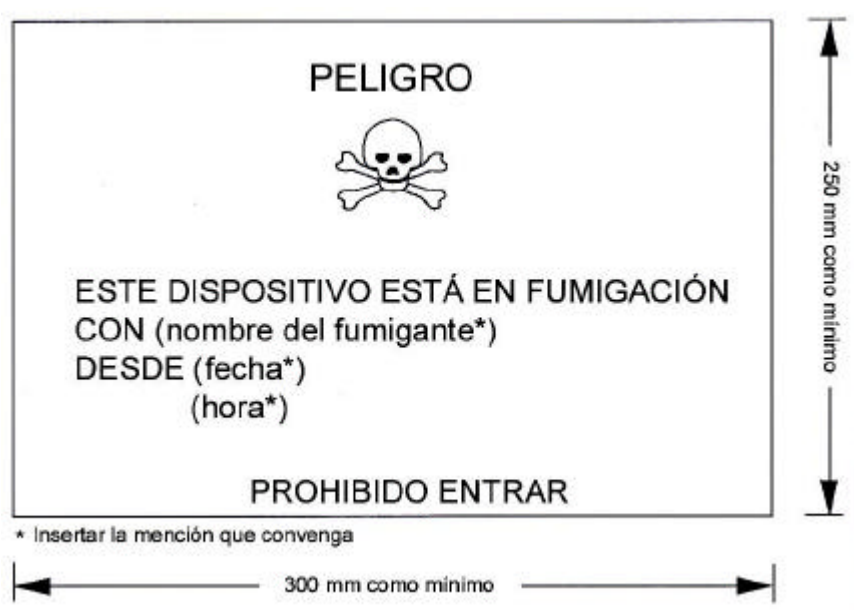 PELIGRO
ESTE DISPOSITIVO ESTÁ EN FUMIGACIÓN
CON (nombre del fumigante*)
DESDE (fecha*)
(hora*)
PROHIBIDO ENTRAR
* Insertar la mención que convenga
300 mm como mínimo
250 mm como mínimo